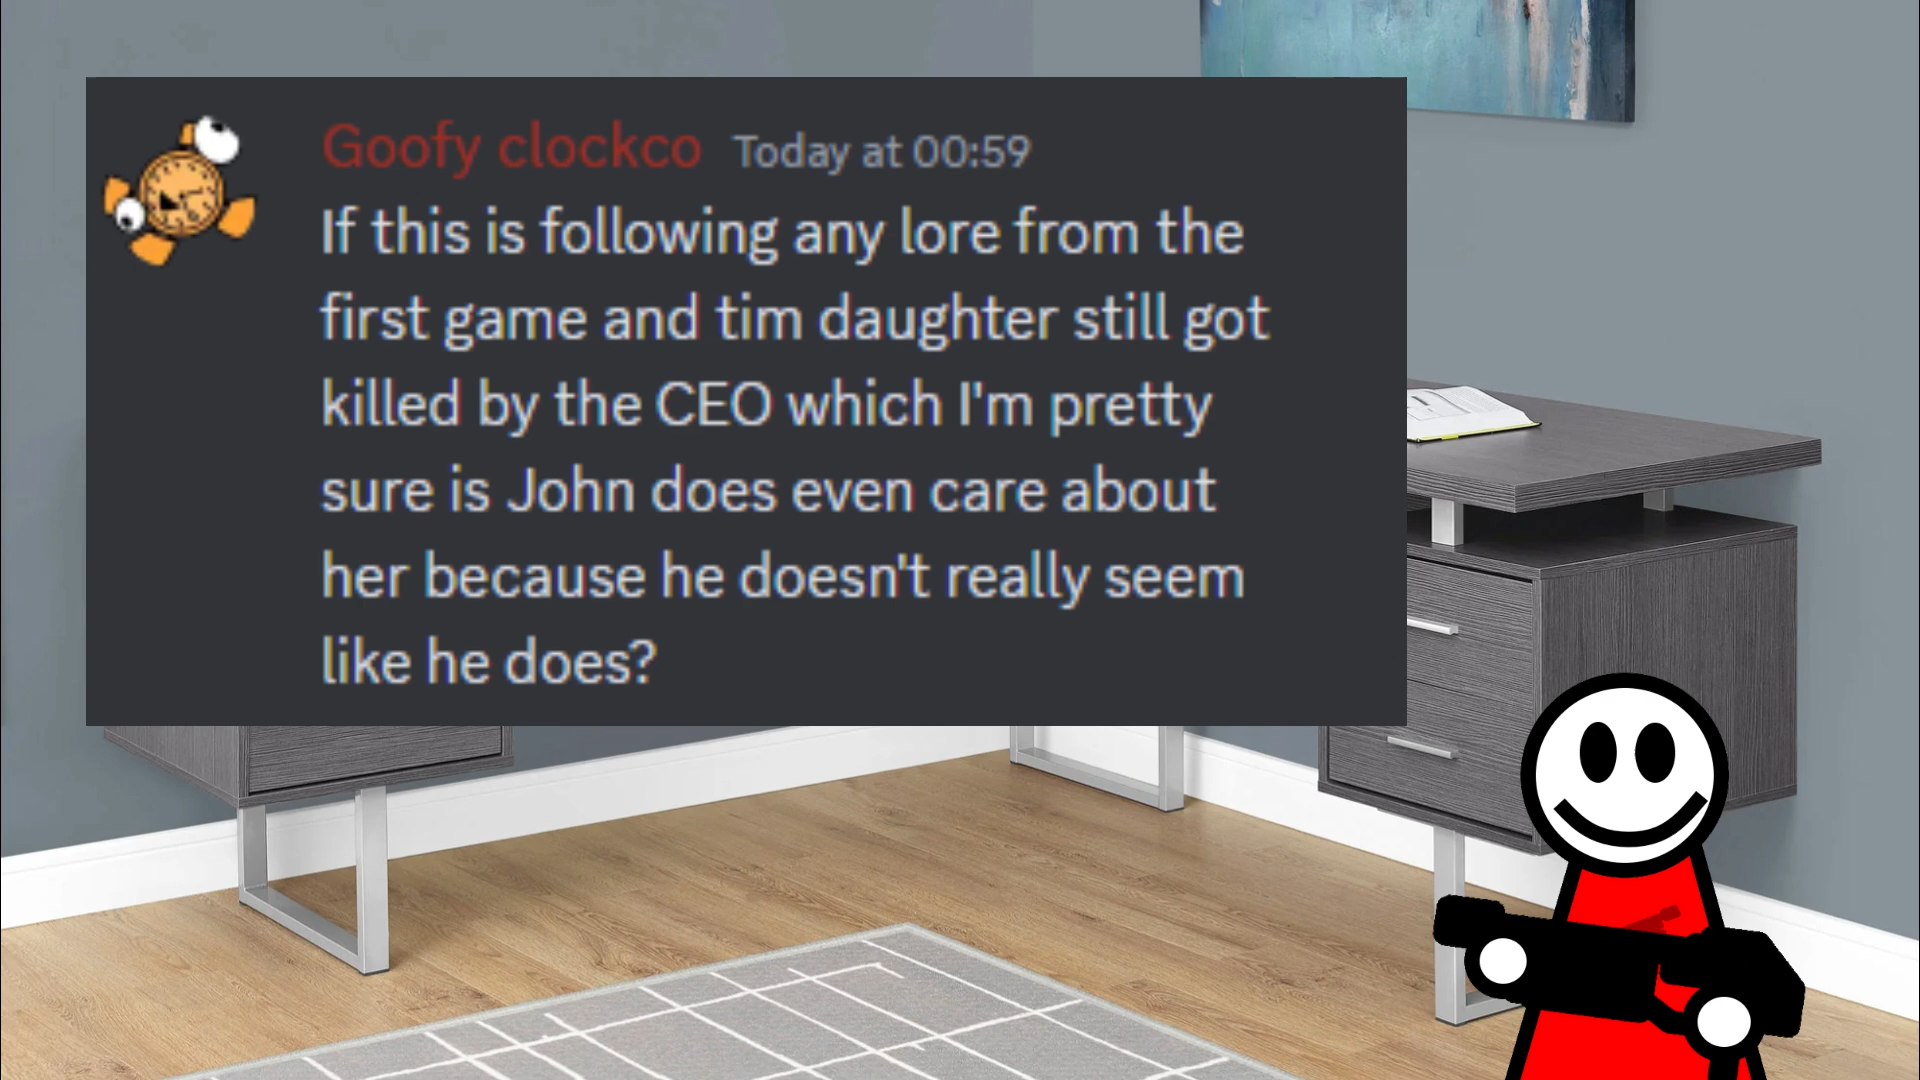 Goofy clockco Today at 00:59
If this is following any lore from the
first game and tim daughter still got
killed by the CEO which I'm pretty
sure is John does even care about
her because he doesn't really seem
like he does?